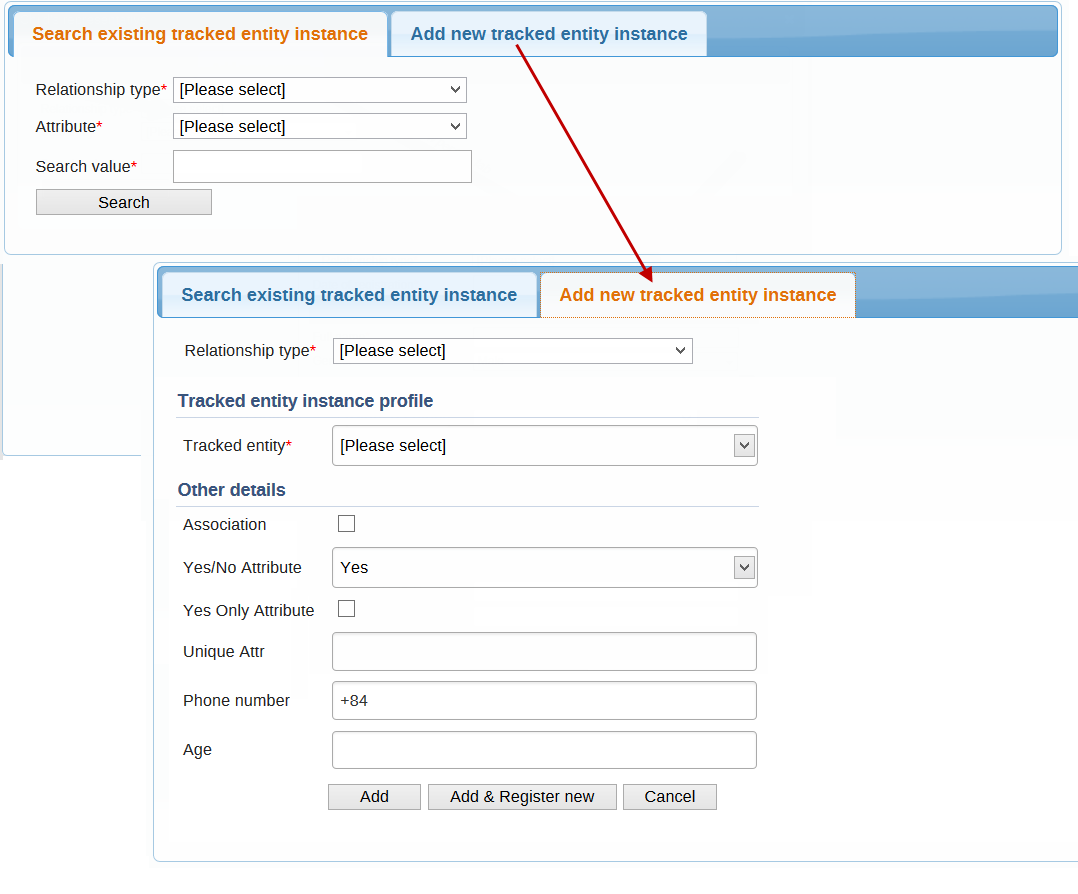 Search existing tracked entity instance Add new tracked entity instance
Relationship type* [Please select]
Attribute* [Please select]
Search value*
Search
Search existing tracked entity instance Add new tracked entity instance
Relationship type* [Please select]
Tracked entity instance profile
Tracked entity* [Please select]
Other details
Association
Yes/No Attribute Yes
Yes Only Attribute
Unique Attr
Phone number +84
Age
Add Add & Register new Cancel